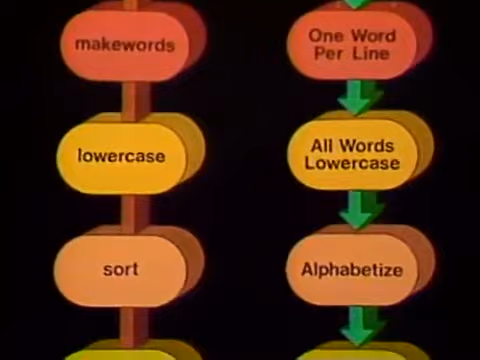 makewords
One Word
Per Line
lowercase
All Words
Lowercase
sort
Alphabetize